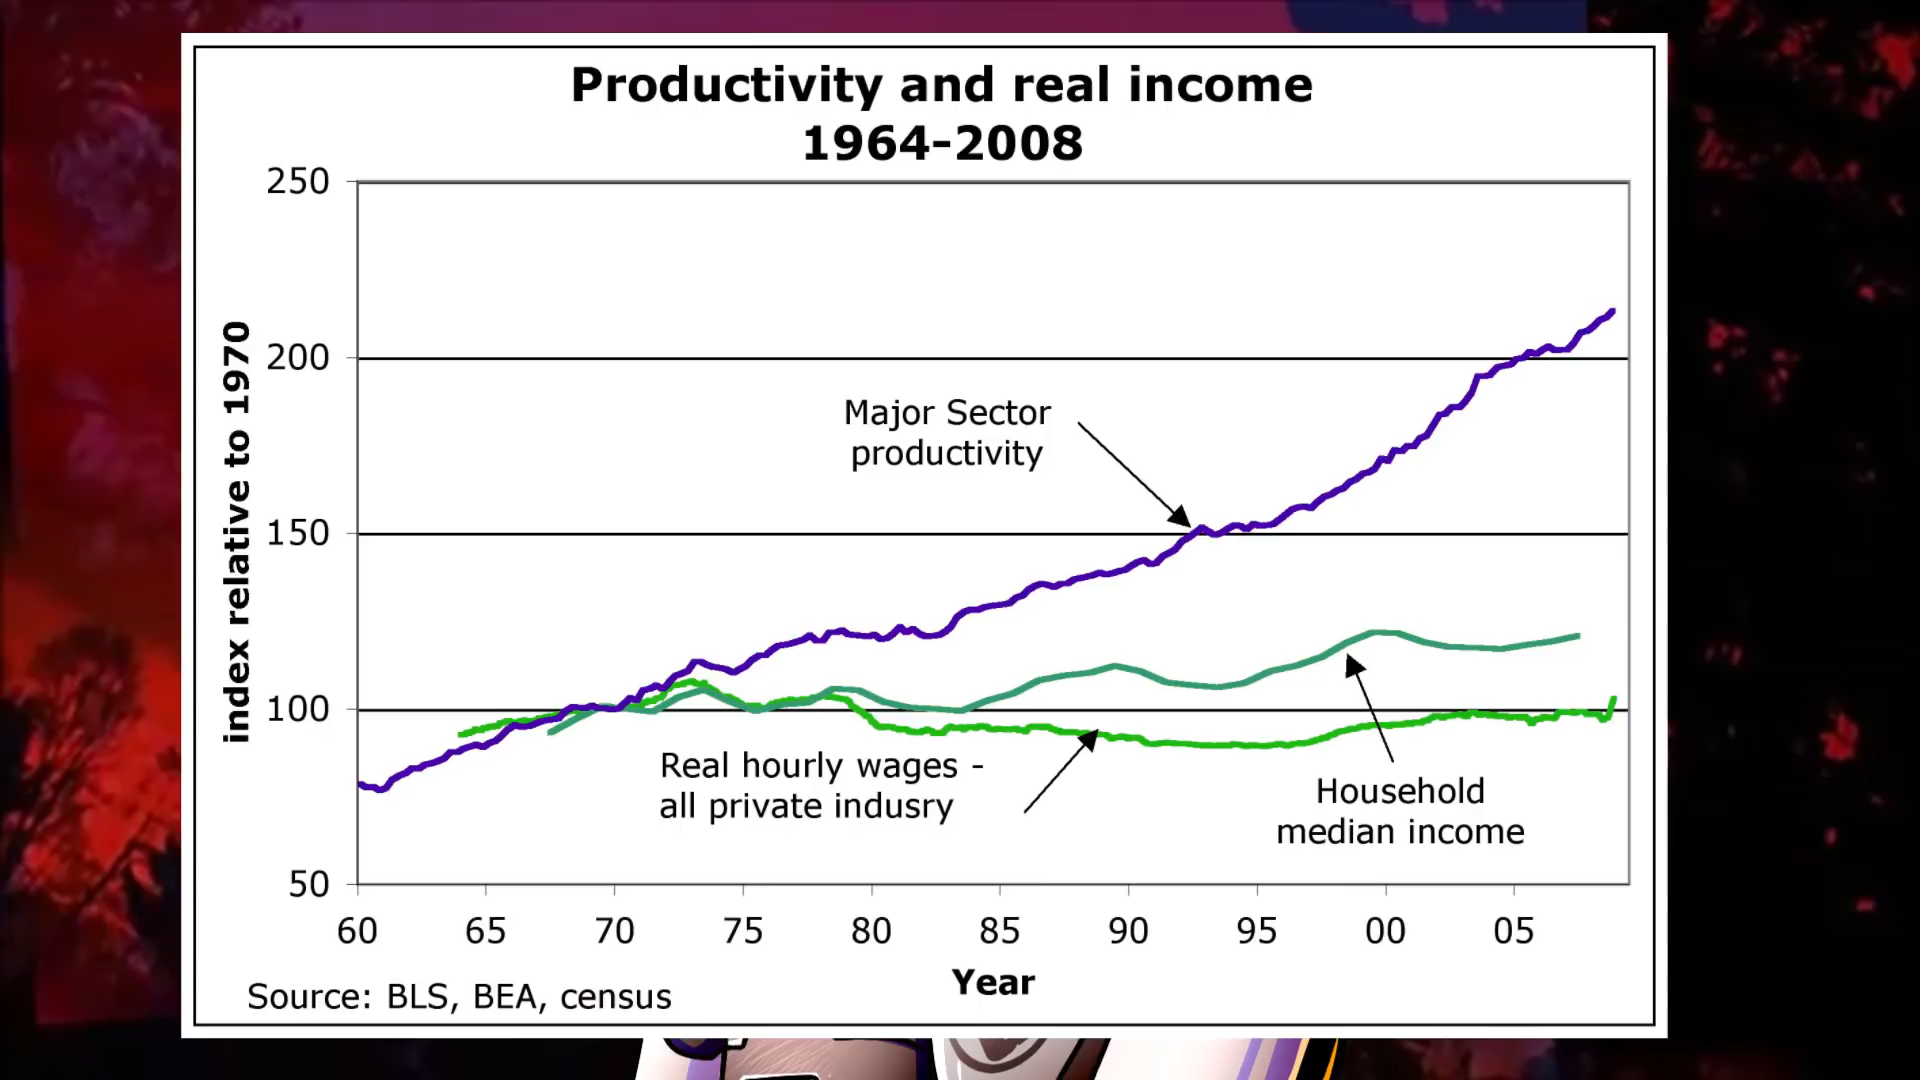 Productivity and real income
1964-2008
250
200
150
100
50
index relative to 1970
Major Sector
productivity
Real hourly wages -
all private indusry
Household
median income
60 65 70 75 80 85 90 95 00 05
Year
Source: BLS, BEA, census